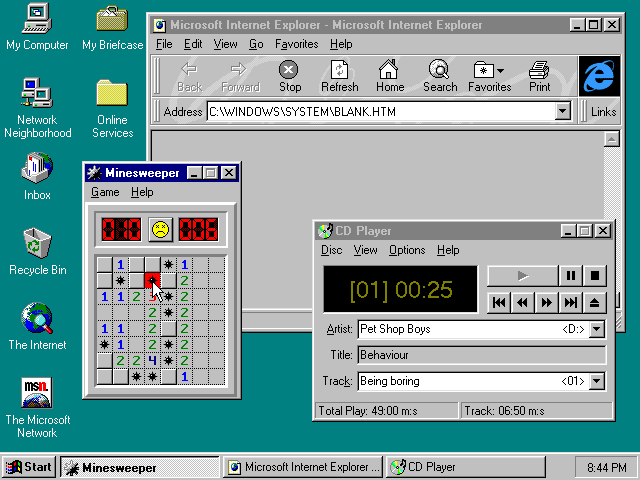 My Computer
My Briefcase
Network Neighborhood
Online Services
Inbox
Recycle Bin
The Internet
msn.
The Microsoft Network
Microsoft Internet Explorer - Microsoft Internet Explorer
File Edit View Go Favorites Help
Back Forward Stop Refresh Home Search Favorites Print
Address C:\WINDOWS\SYSTEM\BLANK.HTM Links
Minesweeper
Game Help
1 1
2
1 1 2 3 2
2 2
1 1 2 2
1 2 2
2 2 4 2
1
CD Player
Disc View Options Help
[01] 00:25
Artist: Pet Shop Boys <D:>
Title: Behaviour
Track: Being boring <01>
Total Play: 49:00 m:s Track: 06:50 m:s
Start Minesweeper Microsoft Internet Explorer ... CD Player 8:44 PM